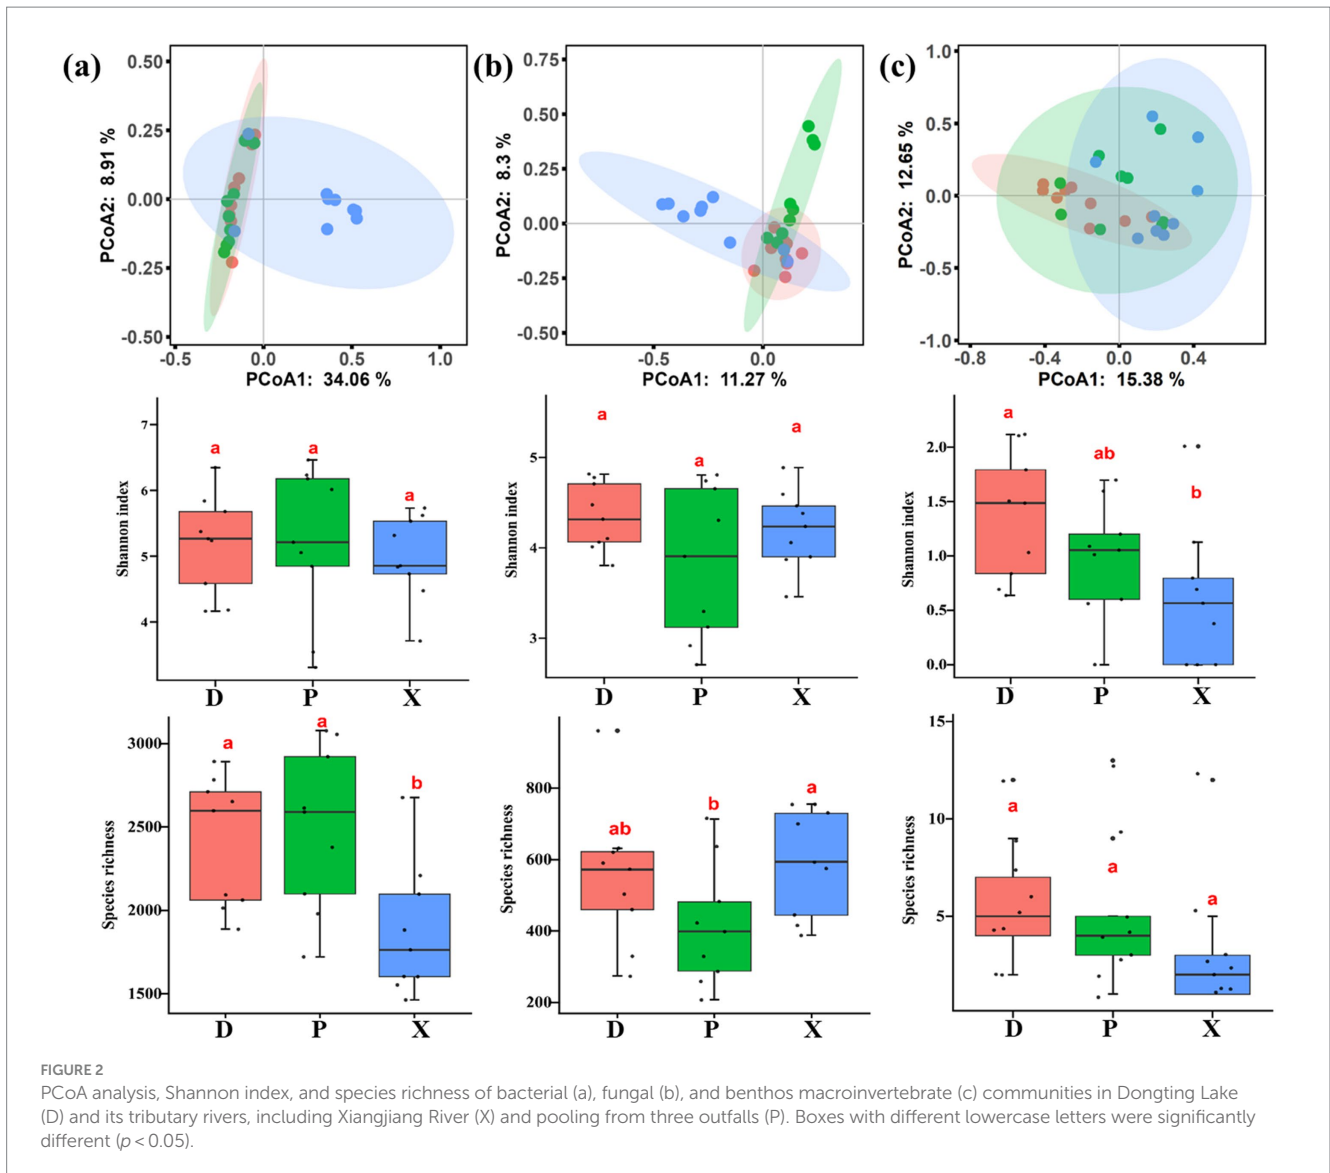 (a)
0.50
0.25
0.00
-0.25
-0.50
PCoA2: 8.91 %
-0.5
0.0
0.5
1.0
PCoA1: 34.06 %
(b)
0.75
0.50
0.25
0.00
-0.25
-0.50
PCoA2: 8.3 %
-0.5
0.0
PCoA1: 11.27 %
(c)
1.0
0.5
0.0
-0.5
-1.0
PCoA2: 12.65 %
-0.8
-0.4
0.0
0.4
PCoA1: 15.38 %
7
6
5
4
Shannon index
a
a
a
D
P
X
5
4
3
Shannon index
a
a
a
D
P
X
2.0
1.5
1.0
0.5
0.0
Shannon index
a
ab
b
D
P
X
3000
2500
2000
1500
Species richness
a
a
b
D
P
X
800
600
400
200
Species richness
ab
b
a
D
P
X
15
10
5
Species richness
a
a
a
D
P
X
FIGURE 2
PCoA analysis, Shannon index, and species richness of bacterial (a), fungal (b), and benthos macroinvertebrate (c) communities in Dongting Lake
(D) and its tributary rivers, including Xiangjiang River (X) and pooling from three outfalls (P). Boxes with different lowercase letters were significantly
different (p < 0.05).